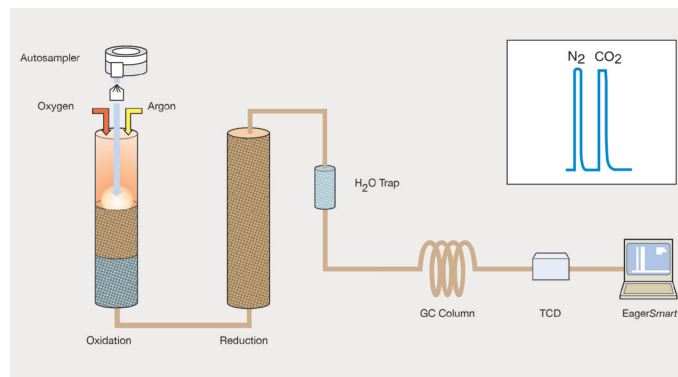 Autosampler
Oxygen
Argon
N2 CO2
H2O Trap
GC Column
TCD
EagerSmart
Oxidation
Reduction